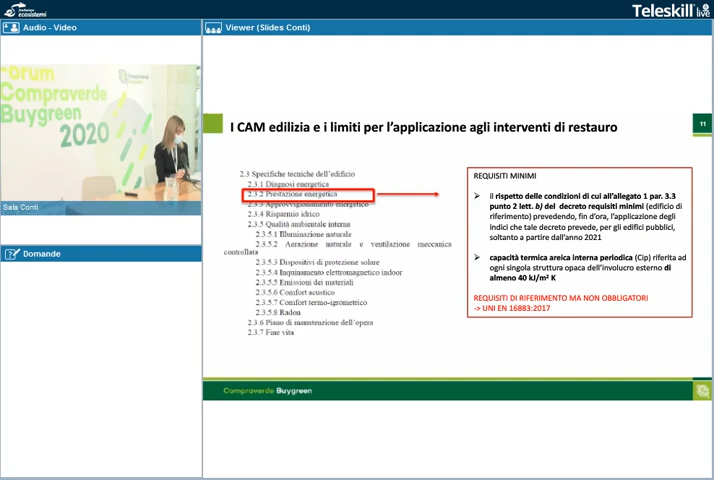 fondazione
ecosistemi
Teleskill live
Audio - Video
Viewer (Slides Conti)
Forum
Compraverde
Buygreen
2020
Sala Conti
Domande
11
I CAM edilizia e i limiti per l'applicazione agli interventi di restauro
2.3 Specifiche tecniche dell'edificio
2.3.1 Diagnosi energetica
2.3.2 Prestazione energetica
2.3.3 Approvvigionamento energetico
2.3.4 Risparmio idrico
2.3.5 Qualità ambientale interna
2.3.5.1 Illuminazione naturale
2.3.5.2 Aerazione naturale e ventilazione meccanica
controllata
2.3.5.3 Dispositivi di protezione solare
2.3.5.4 Inquinamento elettromagnetico indoor
2.3.5.5 Emissioni dei materiali
2.3.5.6 Comfort acustico
2.3.5.7 Comfort termo-igrometrico
2.3.5.8 Radon
2.3.6 Piano di manutenzione dell'opera
2.3.7 Fine vita
REQUISITI MINIMI
il rispetto delle condizioni di cui all'allegato 1 par. 3.3
punto 2 lett. b) del decreto requisiti minimi (edificio di
riferimento) prevedendo, fin d'ora, l'applicazione degli
indici che tale decreto prevede, per gli edifici pubblici,
soltanto a partire dall'anno 2021
capacità termica areica interna periodica (Cip) riferita ad
ogni singola struttura opaca dell'involucro esterno di
almeno 40 kJ/m² K
REQUISITI DI RIFERIMENTO MA NON OBBLIGATORI
-> UNI EN 16883:2017
Compraverde Buygreen